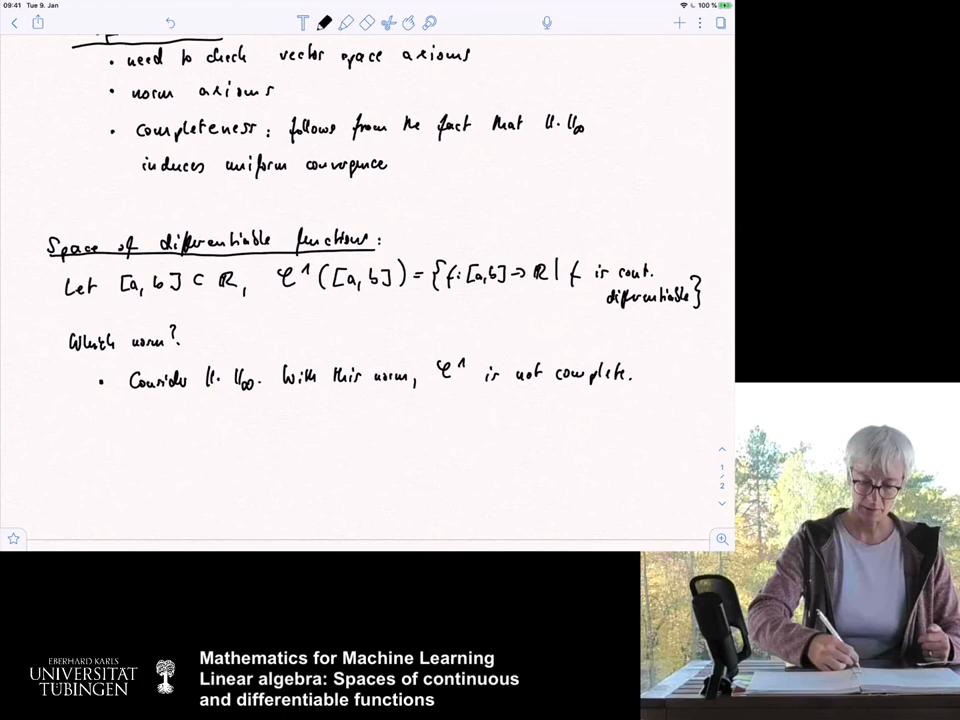 09:41 Tue 9. Jan
100 %
T
· need to check vector space axioms
· norm axioms
· completeness: follows from the fact that ||·||∞
induces uniform convergence
Space of differentiable functions:
Let [a, b] ⊂ ℝ, 𝒞¹([a, b]) = {f: [a,b] → ℝ | f is cont.
differentiable}
Which norm?
· Consider ||·||∞. With this norm, 𝒞¹ is not complete.
1
2
EBERHARD KARLS
UNIVERSITÄT
TÜBINGEN
Mathematics for Machine Learning
Linear algebra: Spaces of continuous
and differentiable functions